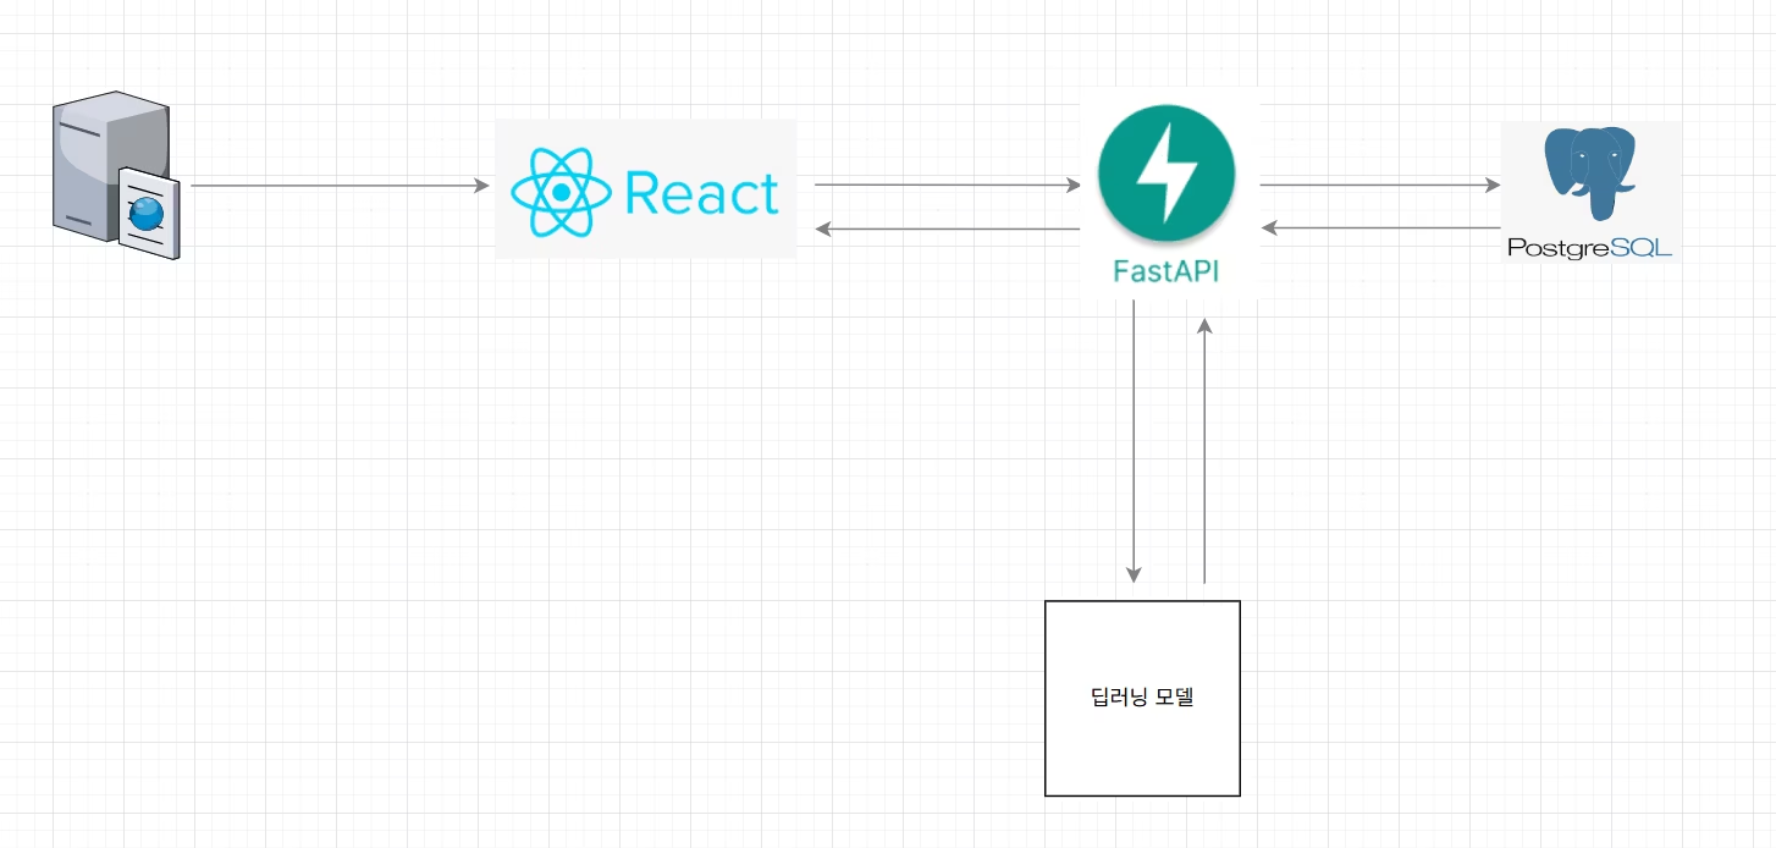 React
FastAPI
PostgreSQL
딥러닝 모델